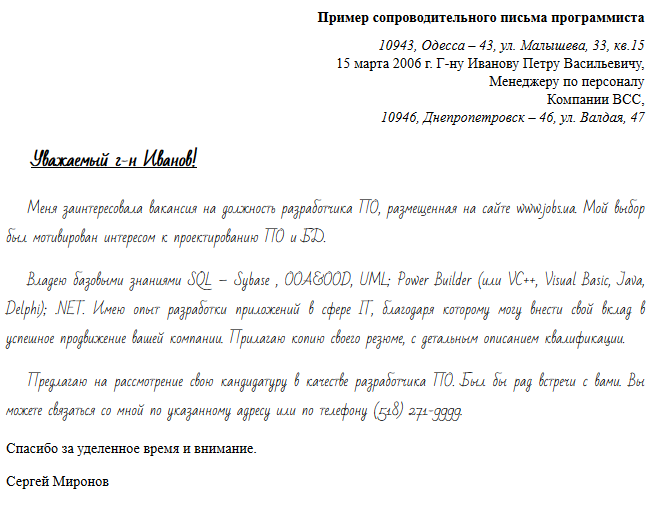 Пример сопроводительного письма программиста
10943, Одесса – 43, ул. Малышева, 33, кв.15
15 марта 2006 г. Г-ну Иванову Петру Васильевичу,
Менеджеру по персоналу
Компании ВСС,
10946, Днепропетровск – 46, ул. Валдая, 47
Уважаемый г-н Иванов!
Меня заинтересовала вакансия на должность разработчика ПО, размещенная на сайте www.jobs.ua. Мой выбор
был мотивирован интересом к проектированию ПО и БД.
Владею базовыми знаниями SQL – Sybase , OOA&OOD, UML; Power Builder (или VC++, Visual Basic, Java,
Delphi); .NET. Имею опыт разработки приложений в сфере IT, благодаря которому могу внести свой вклад в
успешное продвижение вашей компании. Прилагаю копию своего резюме, с детальным описанием квалификации.
Предлагаю на рассмотрение свою кандидатуру в качестве разработчика ПО. Был бы рад встречи с вами. Вы
можете связаться со мной по указанному адресу или по телефону (518) 271-9999.
Спасибо за уделенное время и внимание.
Сергей Миронов